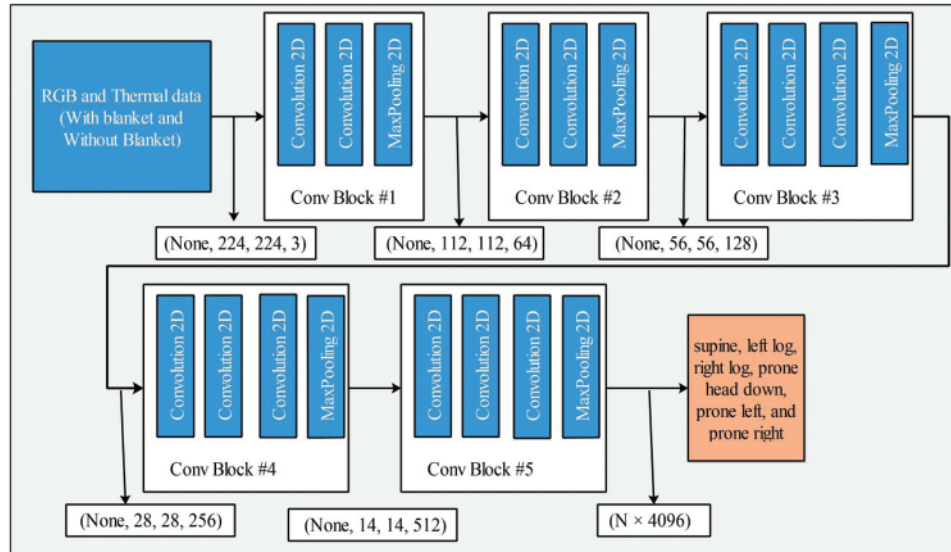 RGB and Thermal data
(With blanket and
Without Blanket)
Convolution 2D
Convolution 2D
MaxPooling 2D
Conv Block #1
Convolution 2D
Convolution 2D
MaxPooling 2D
Conv Block #2
Convolution 2D
Convolution 2D
Convolution 2D
MaxPooling 2D
Conv Block #3
(None, 224, 224, 3)
(None, 112, 112, 64)
(None, 56, 56, 128)
Convolution 2D
Convolution 2D
Convolution 2D
MaxPooling 2D
Conv Block #4
Convolution 2D
Convolution 2D
Convolution 2D
MaxPooling 2D
Conv Block #5
supine, left log,
right log, prone
head down,
prone left, and
prone right
(None, 28, 28, 256)
(None, 14, 14, 512)
(N × 4096)